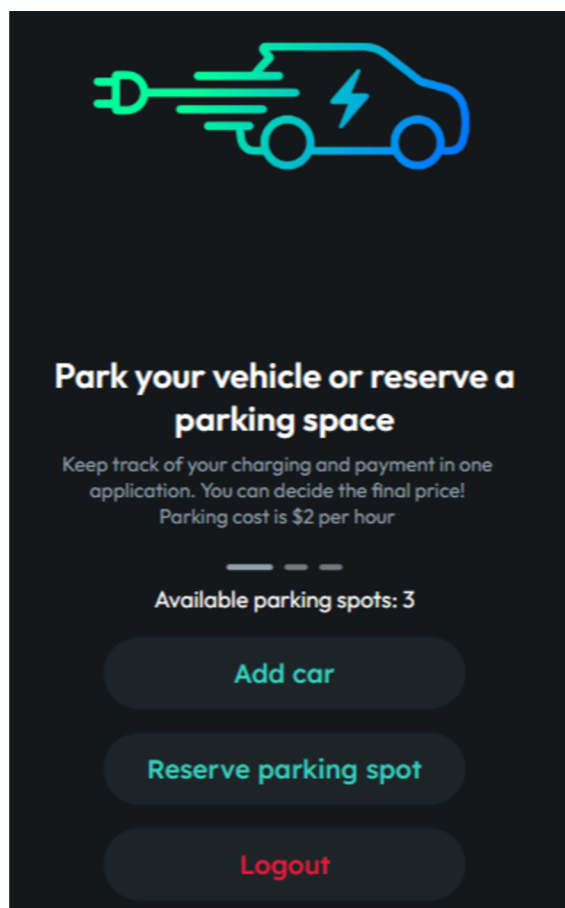 Park your vehicle or reserve a
parking space
Keep track of your charging and payment in one
application. You can decide the final price!
Parking cost is $2 per hour
Available parking spots: 3
Add car
Reserve parking spot
Logout